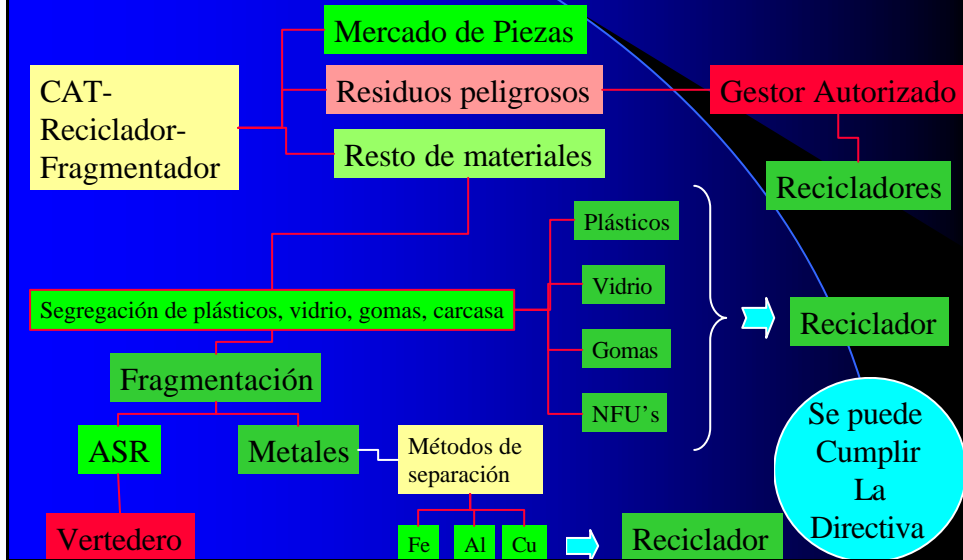 Mercado de Piezas
CAT-
Reciclador-
Fragmentador
Residuos peligrosos
Gestor Autorizado
Resto de materiales
Recicladores
Plásticos
Vidrio
Segregación de plásticos, vidrio, gomas, carcasa
Reciclador
Gomas
Fragmentación
NFU's
ASR
Metales
Métodos de
separación
Se puede
Cumplir
La
Directiva
Vertedero
Fe
Al
Cu
Reciclador